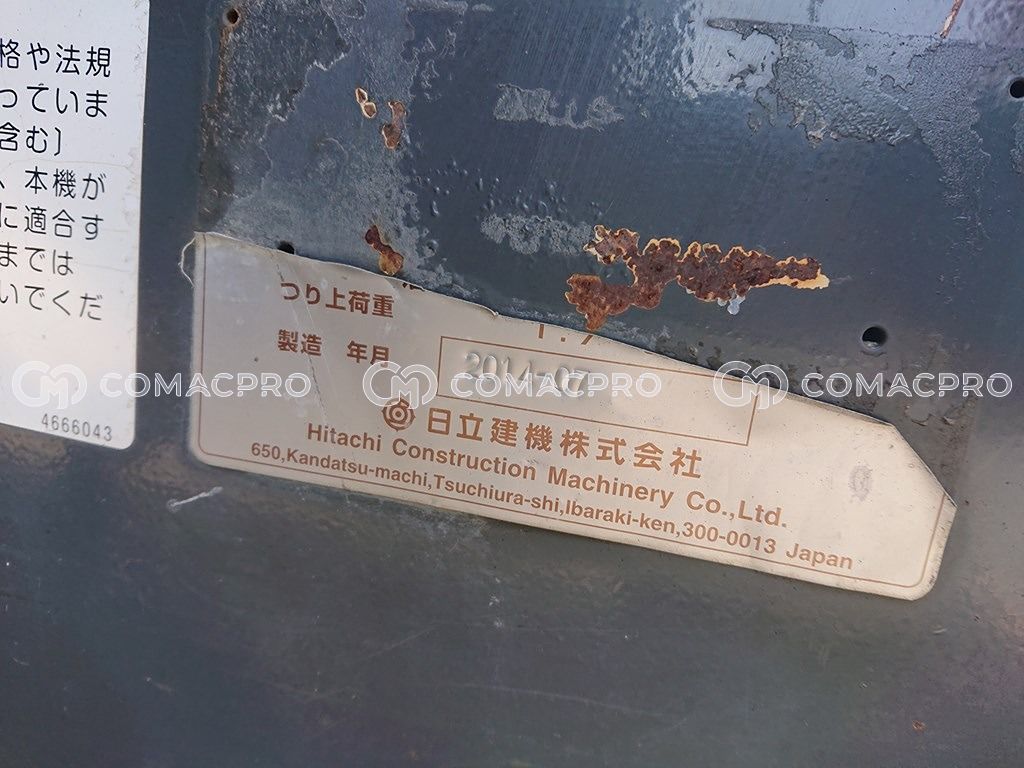 格や法規
っていま
含む)
、本機が
に適合す
までは
いでくだ
4666043
つり上荷重
製造 年月 2014-07
日立建機株式会社
Hitachi Construction Machinery Co.,Ltd.
650,Kandatsu-machi,Tsuchiura-shi,Ibaraki-ken,300-0013 Japan
COMACPRO COMACPRO COMACPRO